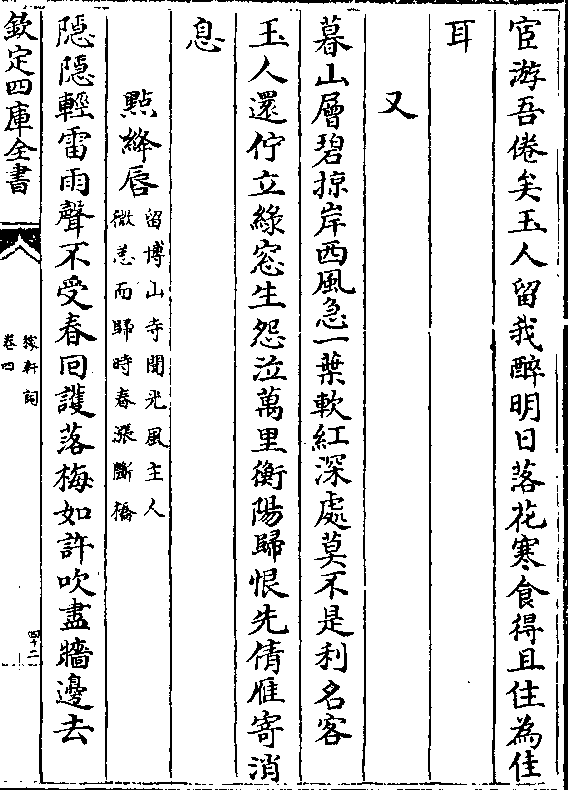 宦游吾倦矣玉人留我醉明日落花寒食得且住為佳
耳
又
暮山層碧掠岸西風急一葉軟紅深處莫不是利名客
玉人還佇立綠窓生怨泣萬里衡陽歸恨先倩雁寄消
息
點絳唇
留博山寺聞光風主人
微恙而歸時春漲斷橋
隠隠輕雷雨聲不受春囘護落梅如許吹盡牆邊去
欽定四庫全書
稼軒詞
卷四
四十二